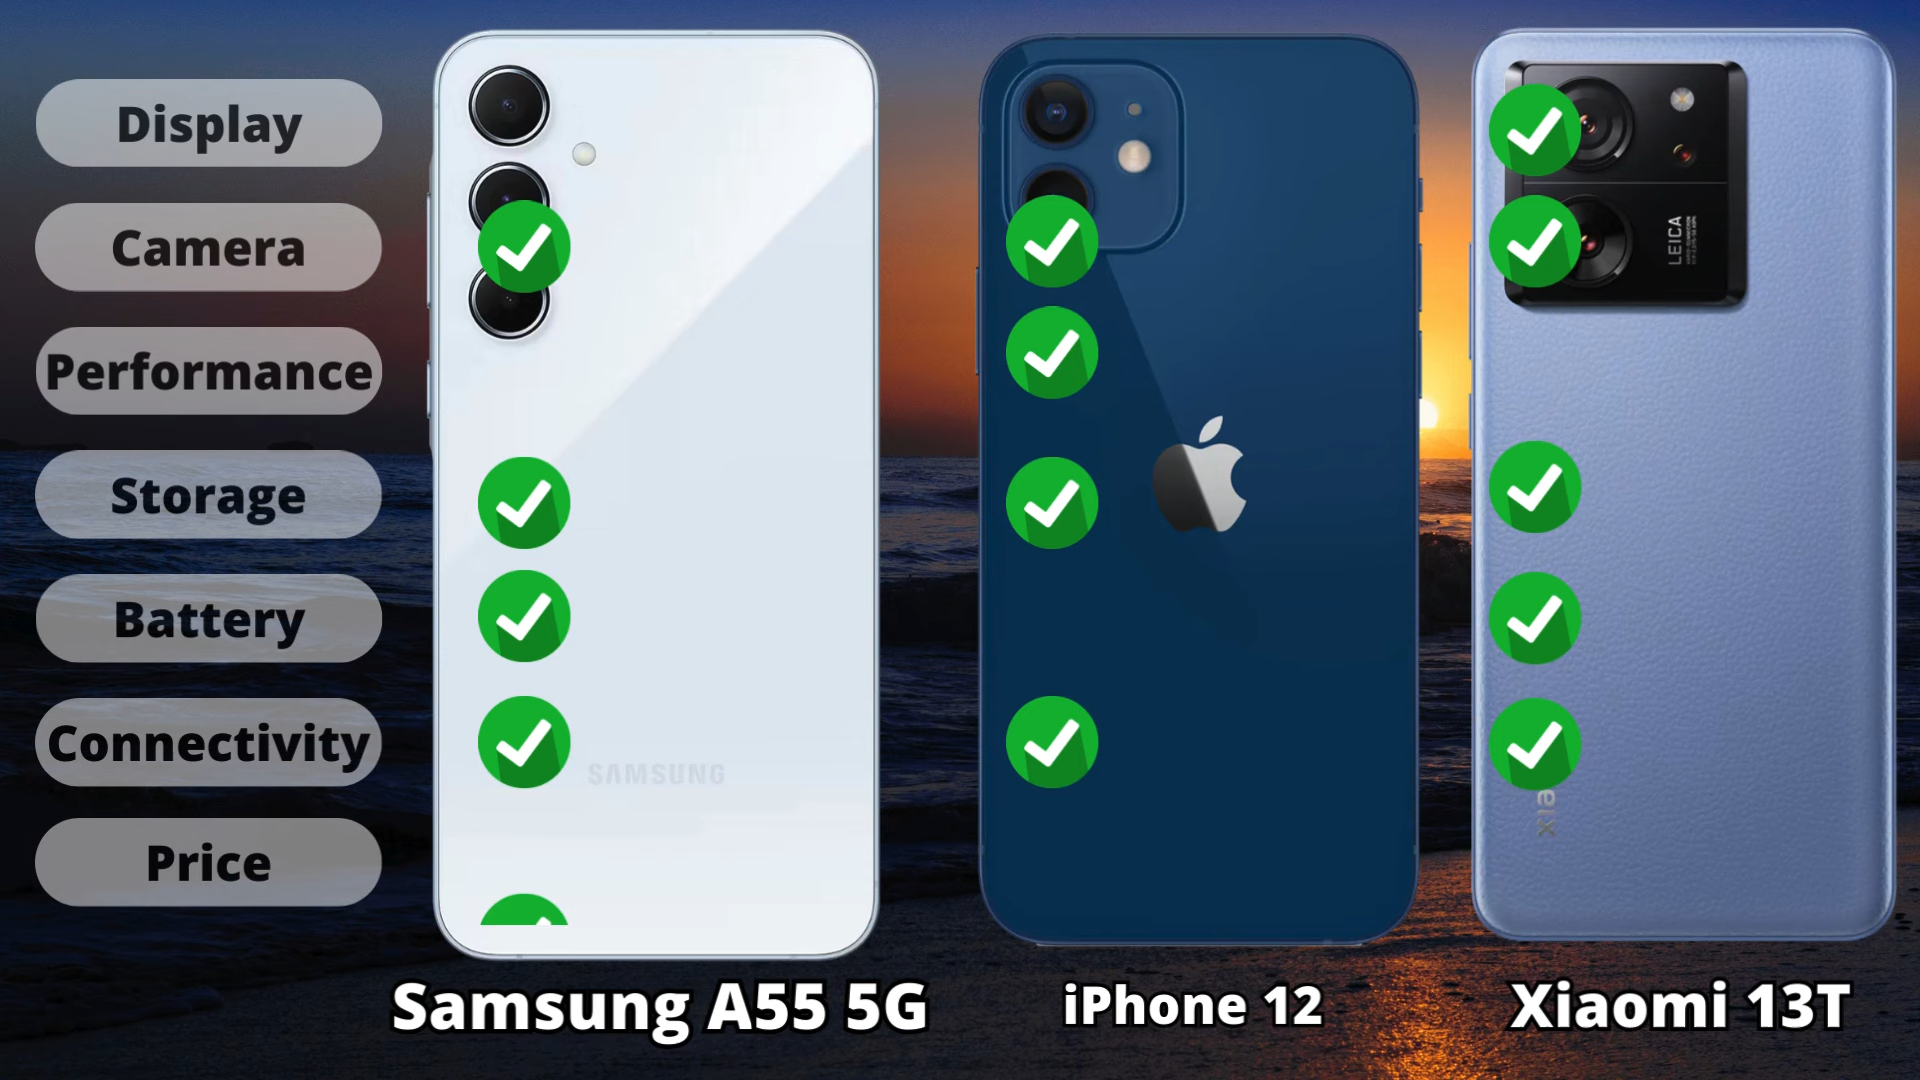 Display
Camera
Performance
Storage
Battery
Connectivity
Price
SAMSUNG
LEICA
Samsung A55 5G
iPhone 12
Xiaomi 13T